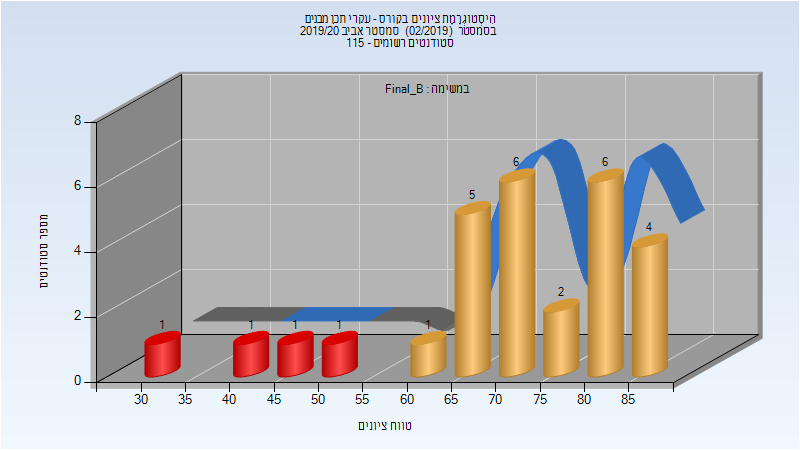 היסטוגרמת ציונים בקורס - עקרי תכן מבנים
בסמסטר (02/2019) סמסטר אביב 2019/20
סטודנטים רשומים - 115
במשימה : Final_B
מספר סטודנטים
8
6
4
2
0
1
1
1
1
1
5
6
2
6
4
30 35 40 45 50 55 60 65 70 75 80 85
טווח ציונים